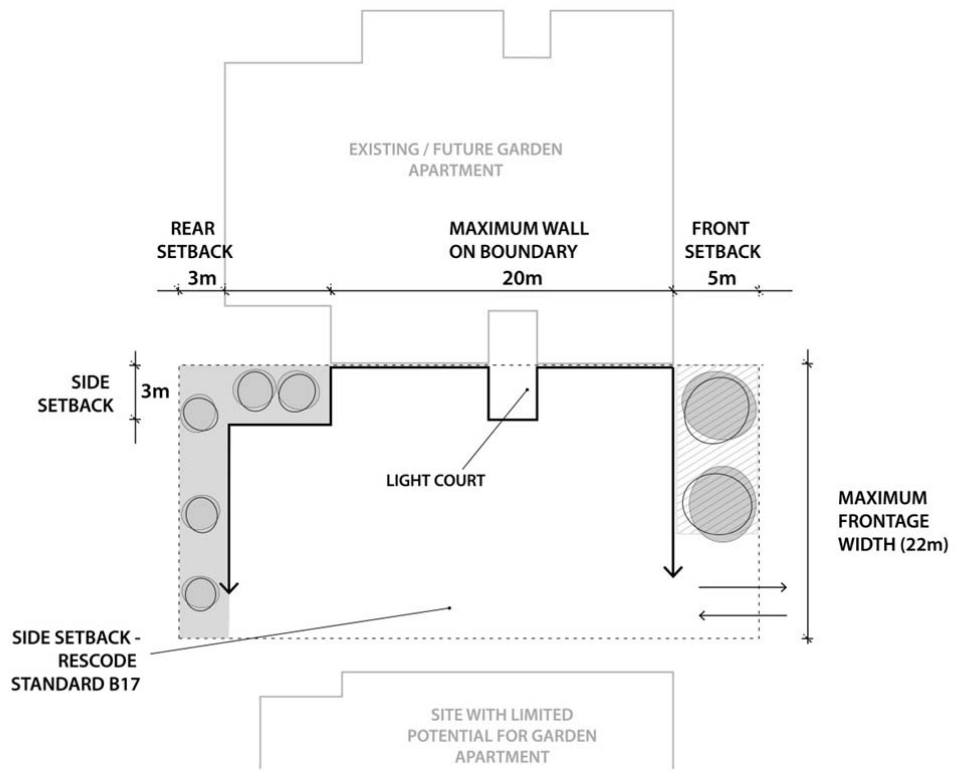 EXISTING / FUTURE GARDEN
APARTMENT
REAR
SETBACK
3m
MAXIMUM WALL
ON BOUNDARY
20m
FRONT
SETBACK
5m
SIDE
SETBACK
3m
LIGHT COURT
MAXIMUM
FRONTAGE
WIDTH (22m)
SIDE SETBACK -
RESCODE
STANDARD B17
SITE WITH LIMITED
POTENTIAL FOR GARDEN
APARTMENT